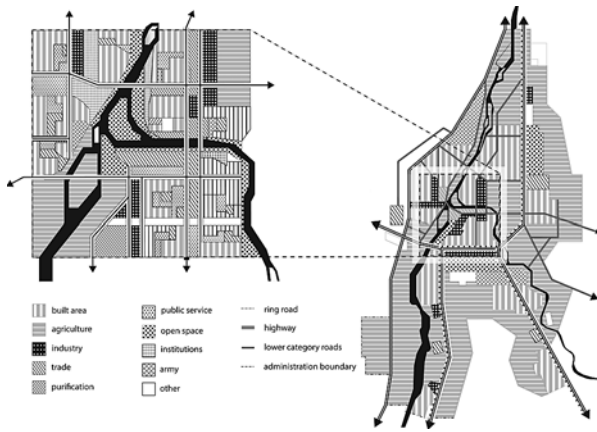 built area
agriculture
industry
trade
purification
public service
open space
institutions
army
other
ring road
highway
lower category roads
administration boundary